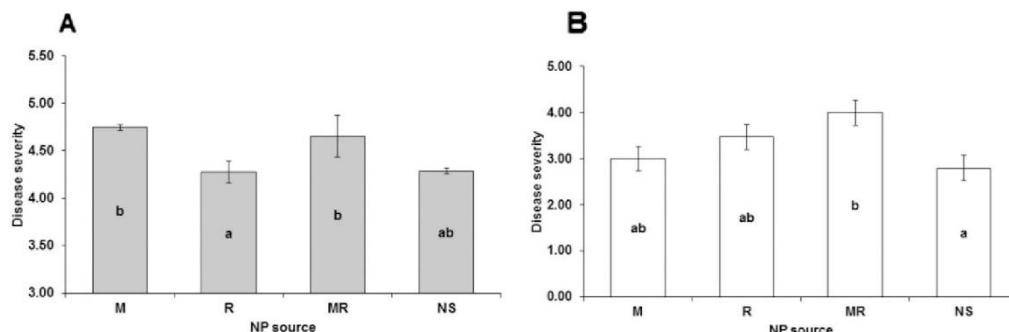 A
5.50
5.00
4.50
4.00
3.50
3.00
Disease severity
b
a
b
ab
M R MR NS
NP source
B
5.00
4.00
3.00
2.00
1.00
0.00
Disease severity
ab
ab
b
a
M R MR NS
NP source